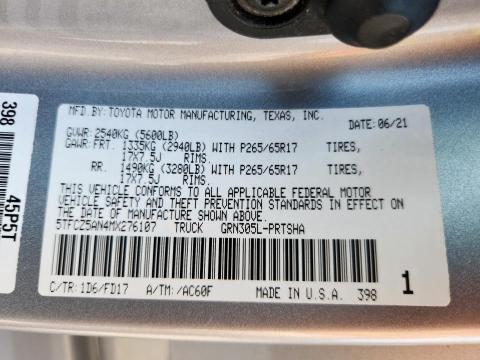 MFD.BY:TOYOTA MOTOR MANUFACTURING, TEXAS, INC.
DATE:06/21
GVWR:2540KG (5600LB)
GAWR:FRT. 1335KG (2940LB) WITH P265/65R17 TIRES,
17X7.5J RIMS.
RR. 1490KG (3280LB) WITH P265/65R17 TIRES,
17X7.5J RIMS.
THIS VEHICLE CONFORMS TO ALL APPLICABLE FEDERAL MOTOR
VEHICLE SAFETY AND THEFT PREVENTION STANDARDS IN EFFECT ON THE
DATE OF MANUFACTURE SHOWN ABOVE.
5TFCZ5AN4MX276107 TRUCK GRN305L-PRTSHA
C/TR:1D6/FD17 A/TM:/AC60F MADE IN U.S.A. 398 1
398
45P5T